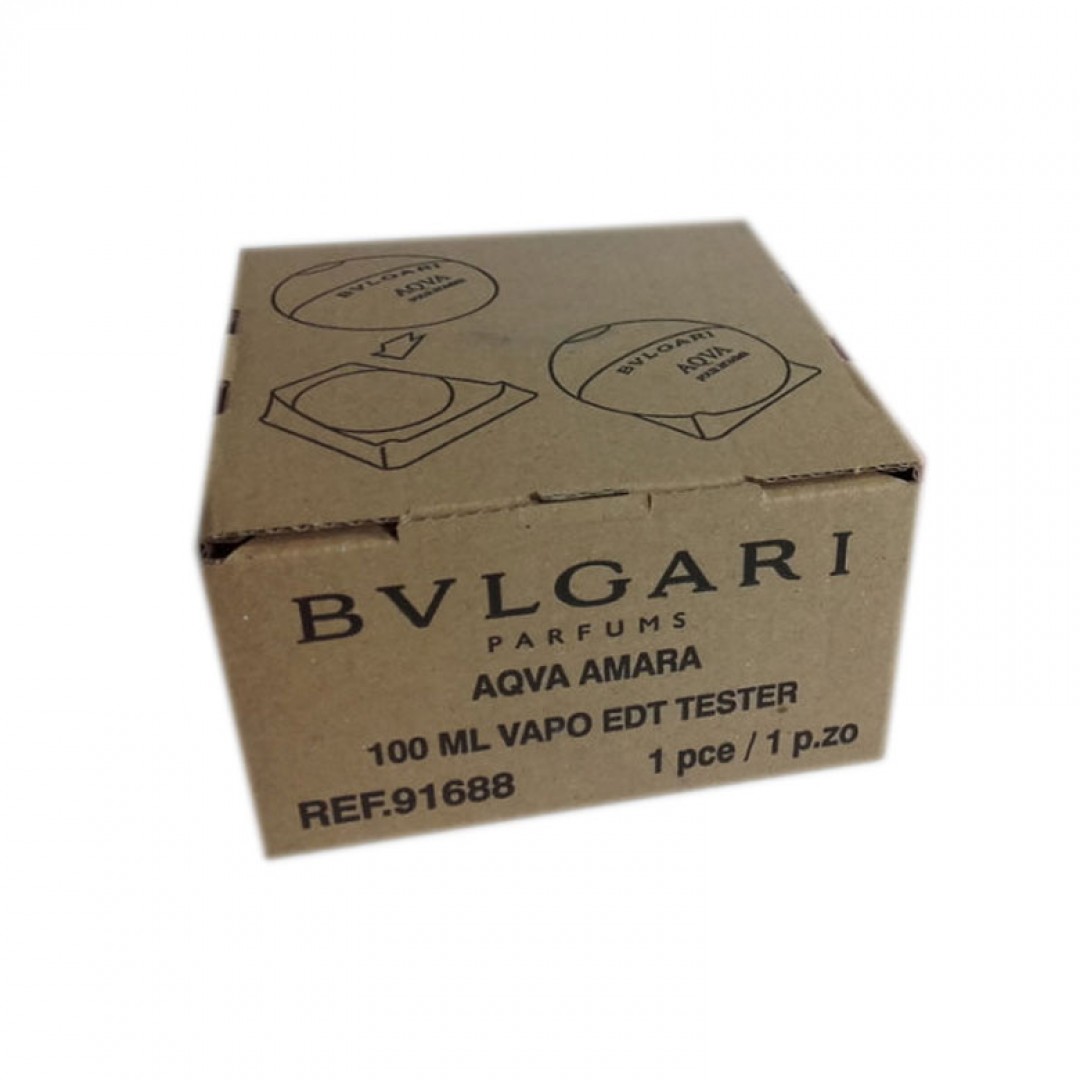 BVLGARI
AQVA
BVLGARI
AQVA
BVLGARI
PARFUMS
AQVA AMARA
100 ML VAPO EDT TESTER
REF.91688 1 pce / 1 p.zo